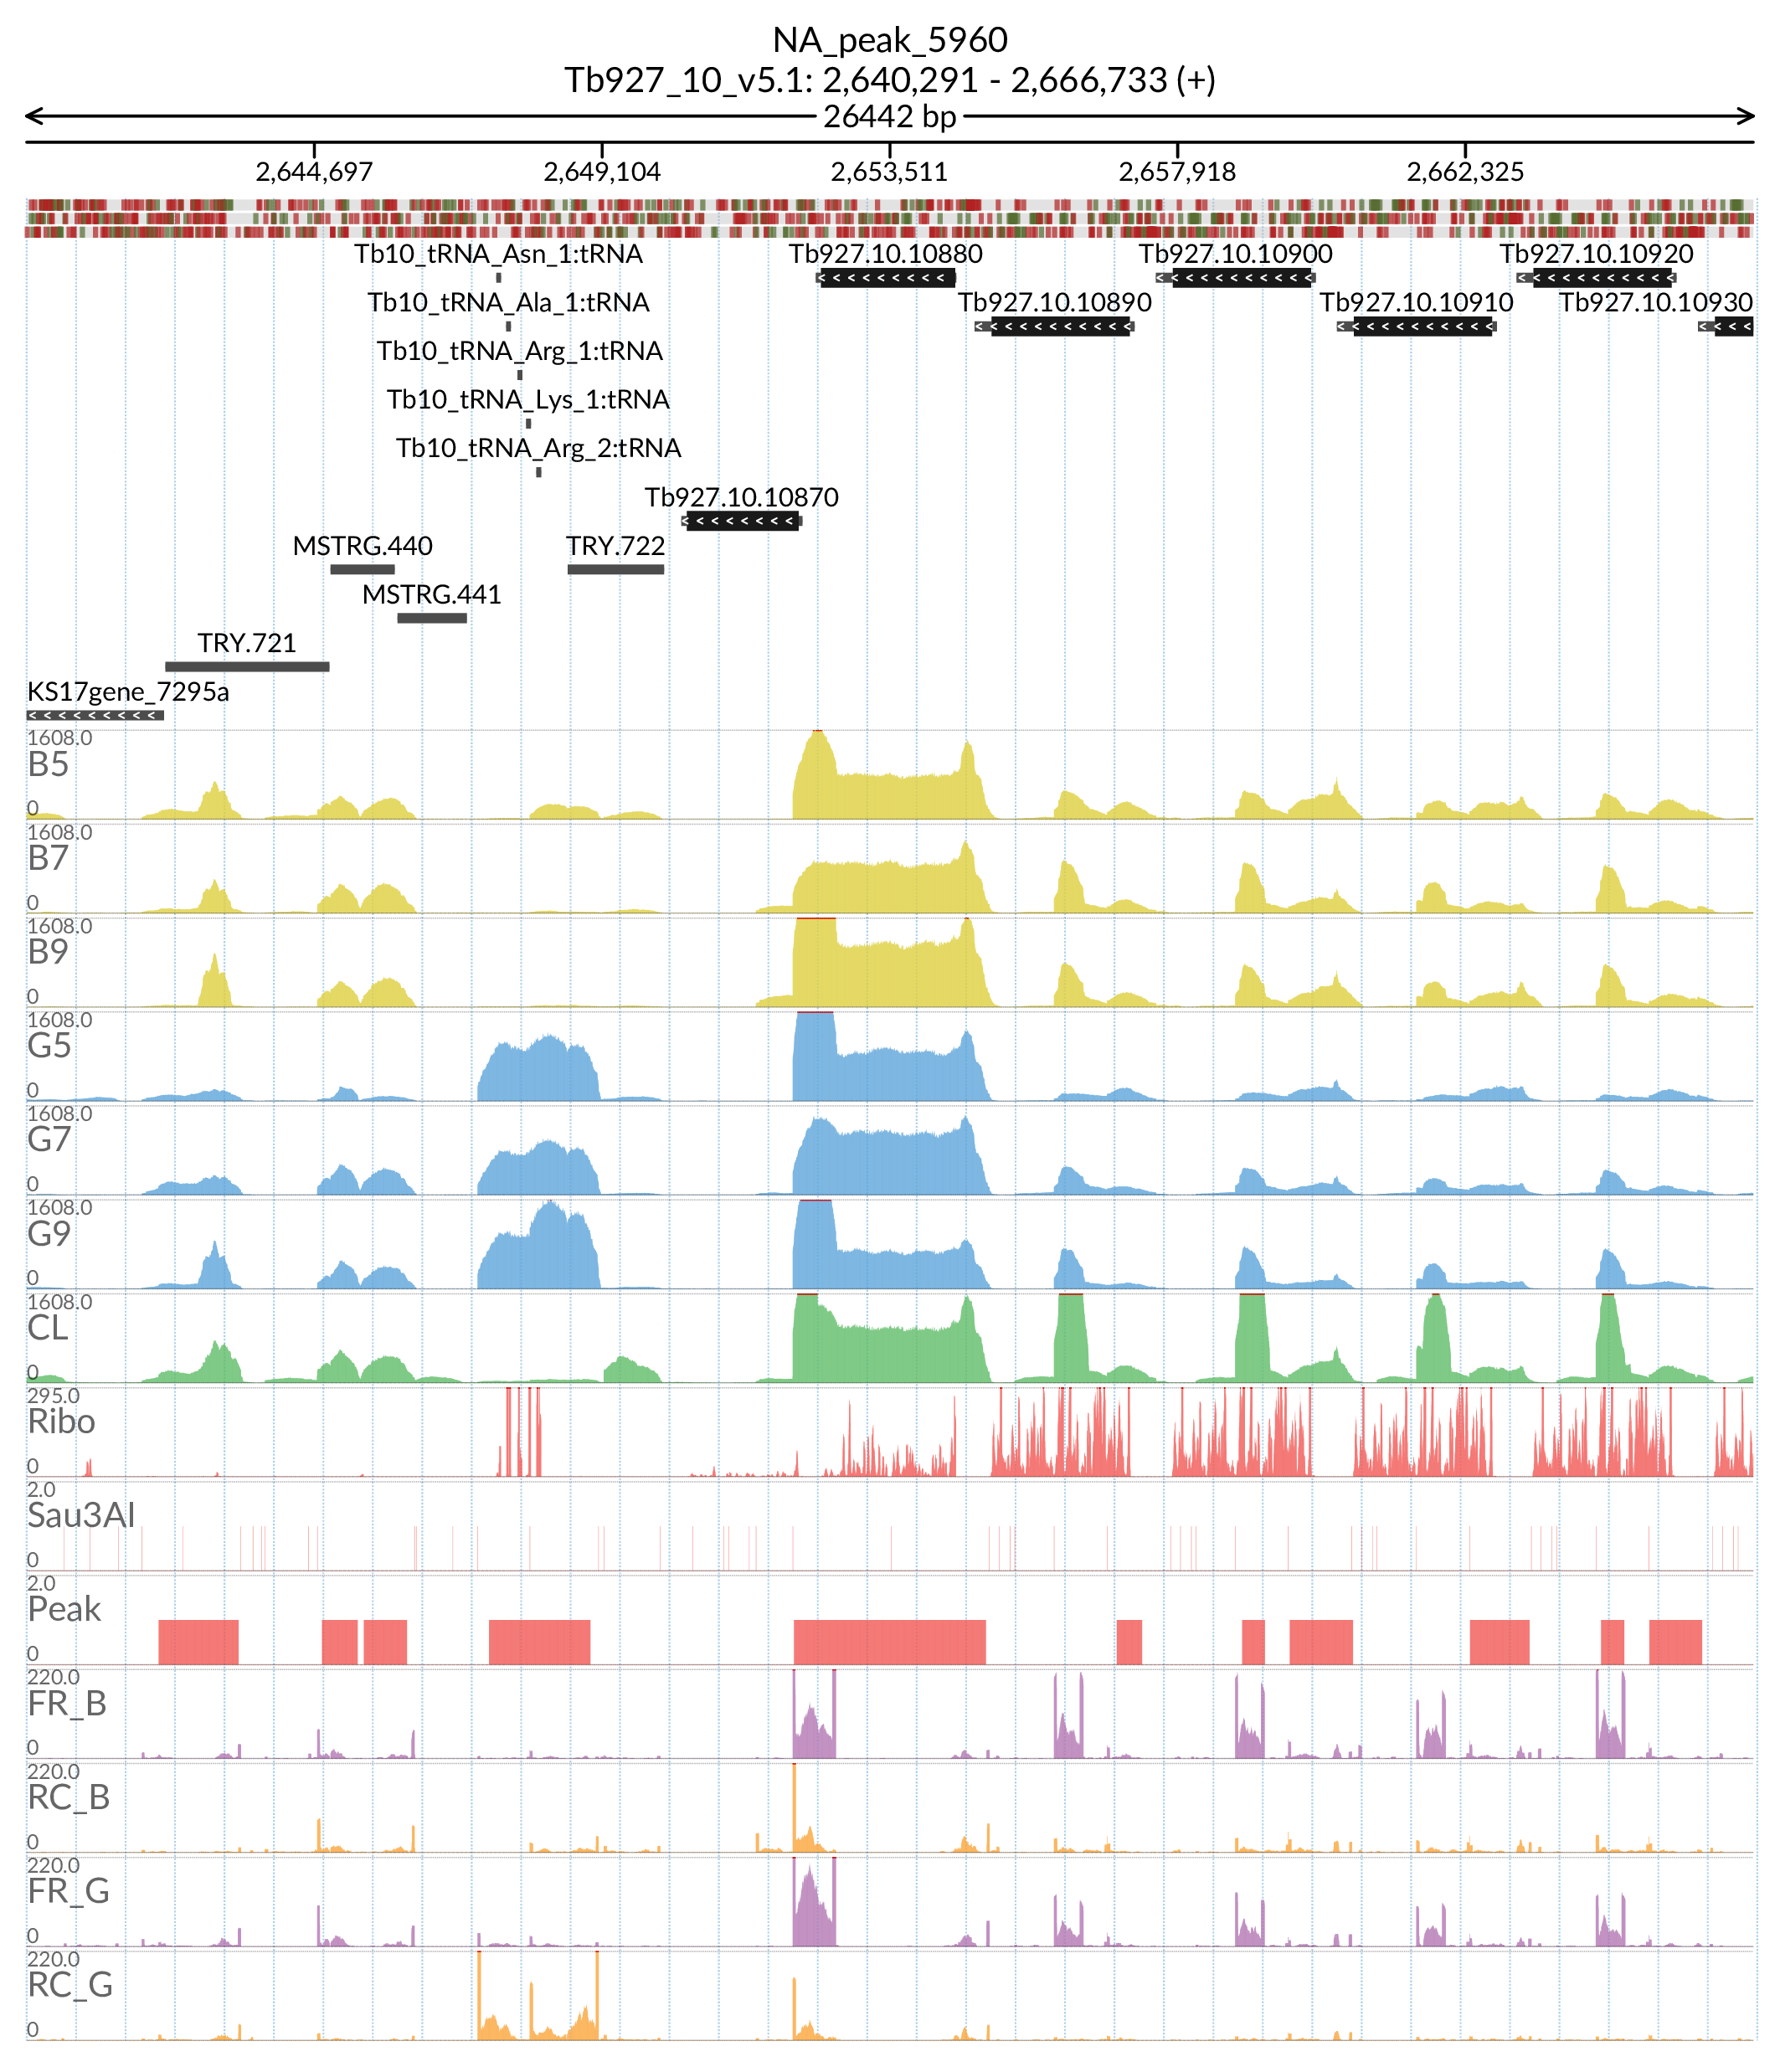 NA_peak_5960
Tb927_10_v5.1: 2,640,291 - 2,666,733 (+)
26442 bp
2,644,697 2,649,104 2,653,511 2,657,918 2,662,325
Tb10_tRNA_Asn_1:tRNA Tb927.10.10880 Tb927.10.10900 Tb927.10.10920
Tb10_tRNA_Ala_1:tRNA Tb927.10.10890 Tb927.10.10910 Tb927.10.10930
Tb10_tRNA_Arg_1:tRNA
Tb10_tRNA_Lys_1:tRNA
Tb10_tRNA_Arg_2:tRNA
Tb927.10.10870
MSTRG.440 TRY.722
MSTRG.441
TRY.721
KS17gene_7295a
1608.0
B5
0
1608.0
B7
0
1608.0
B9
0
1608.0
G5
0
1608.0
G7
0
1608.0
G9
0
1608.0
CL
0
295.0
Ribo
0
2.0
Sau3AI
0
2.0
Peak
0
220.0
FR_B
0
220.0
RC_B
0
220.0
FR_G
0
220.0
RC_G
0